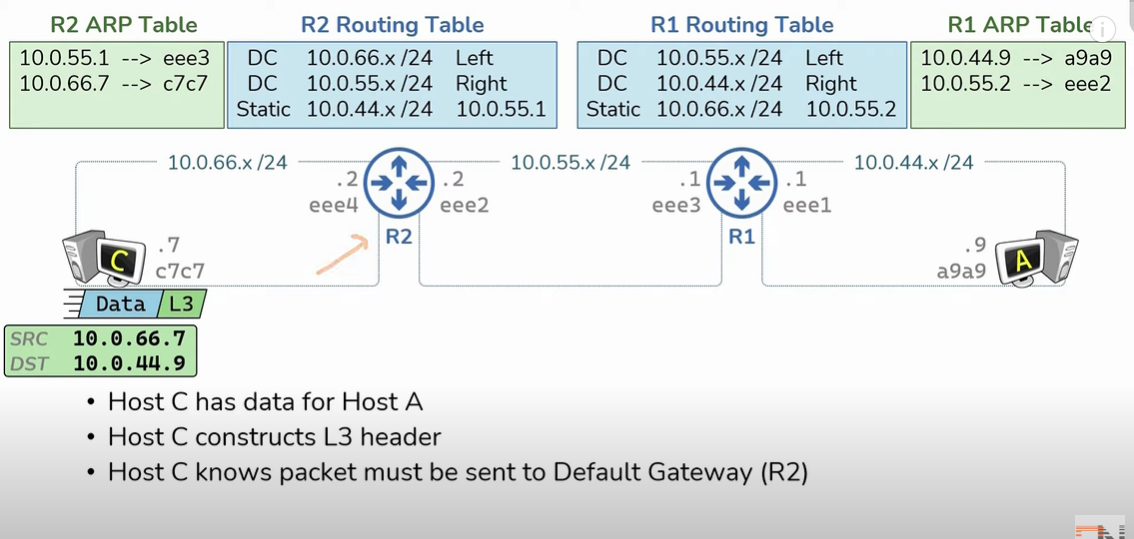 R2 ARP Table
10.0.55.1 --> eee3
10.0.66.7 --> c7c7
R2 Routing Table
DC 10.0.66.x /24 Left
DC 10.0.55.x /24 Right
Static 10.0.44.x /24 10.0.55.1
R1 Routing Table
DC 10.0.55.x /24 Left
DC 10.0.44.x /24 Right
Static 10.0.66.x /24 10.0.55.2
R1 ARP Table
10.0.44.9 --> a9a9
10.0.55.2 --> eee2
10.0.66.x /24
10.0.55.x /24
10.0.44.x /24
.2
eee4
.2
eee2
R2
.1
eee3
.1
eee1
R1
C
.7
c7c7
.9
a9a9
A
Data L3
SRC 10.0.66.7
DST 10.0.44.9
• Host C has data for Host A
• Host C constructs L3 header
• Host C knows packet must be sent to Default Gateway (R2)